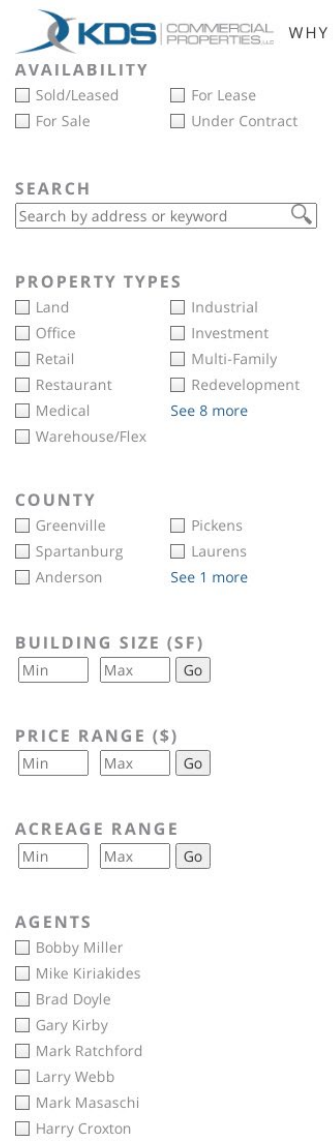 KDS COMMERCIAL PROPERTIES, LLC WHY
AVAILABILITY
Sold/Leased For Lease
For Sale Under Contract
SEARCH
Search by address or keyword
PROPERTY TYPES
Land Industrial
Office Investment
Retail Multi-Family
Restaurant Redevelopment
Medical See 8 more
Warehouse/Flex
COUNTY
Greenville Pickens
Spartanburg Laurens
Anderson See 1 more
BUILDING SIZE (SF)
Min Max Go
PRICE RANGE ($)
Min Max Go
ACREAGE RANGE
Min Max Go
AGENTS
Bobby Miller
Mike Kiriakides
Brad Doyle
Gary Kirby
Mark Ratchford
Larry Webb
Mark Masaschi
Harry Croxton